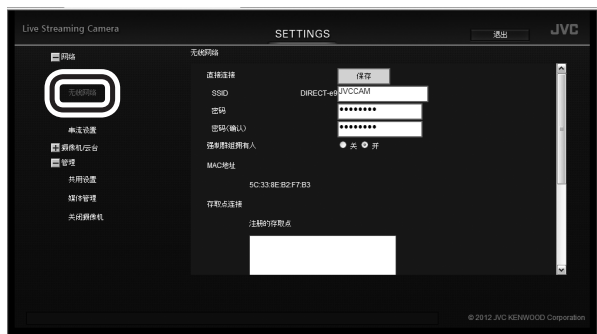 Live Streaming Camera
SETTINGS
退出
JVC
网络
无线网络
串流设置
摄像机/云台
管理
共用设置
媒体管理
关闭摄像机
无线网络
直接连接
保存
SSID DIRECT-e9 JVCCAM
密码 ••••••••
密码(确认) ••••••••
强制群组拥有人 关 开
MAC地址
5C:33:8E:B2:F7:B3
存取点连接
注册的存取点
© 2012 JVC KENWOOD Corporation